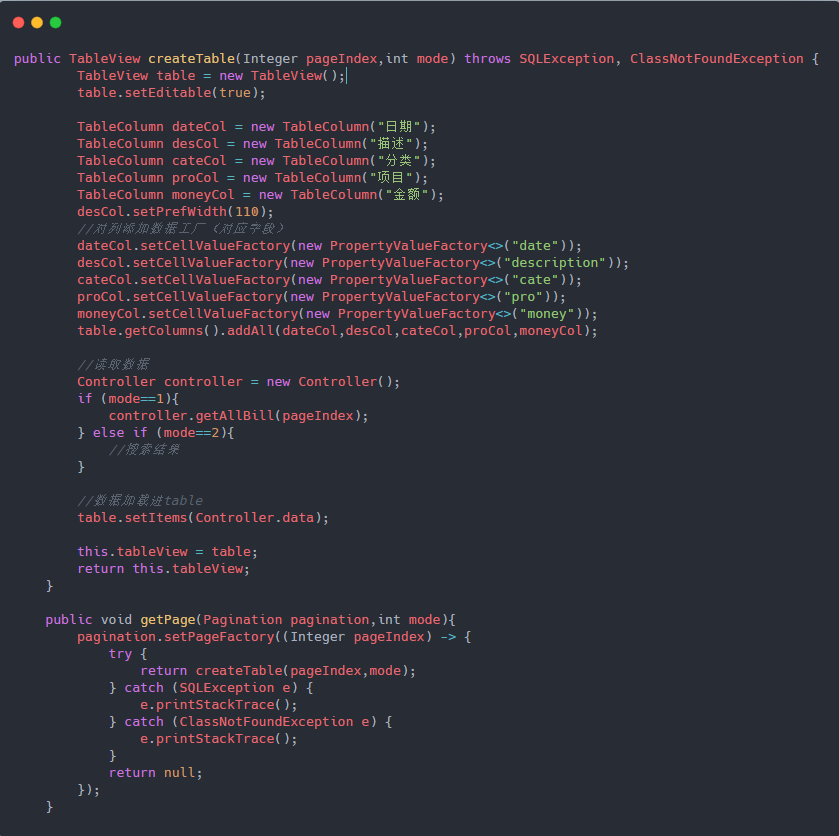 public TableView createTable(Integer pageIndex,int mode) throws SQLException, ClassNotFoundException {
        TableView table = new TableView();
        table.setEditable(true);

        TableColumn dateCol = new TableColumn("日期");
        TableColumn desCol = new TableColumn("描述");
        TableColumn cateCol = new TableColumn("分类");
        TableColumn proCol = new TableColumn("项目");
        TableColumn moneyCol = new TableColumn("金额");
        desCol.setPrefWidth(110);
        //对列添加数据工厂（对应字段）
        dateCol.setCellValueFactory(new PropertyValueFactory<>("date"));
        desCol.setCellValueFactory(new PropertyValueFactory<>("description"));
        cateCol.setCellValueFactory(new PropertyValueFactory<>("cate"));
        proCol.setCellValueFactory(new PropertyValueFactory<>("pro"));
        moneyCol.setCellValueFactory(new PropertyValueFactory<>("money"));
        table.getColumns().addAll(dateCol,desCol,cateCol,proCol,moneyCol);

        //读取数据
        Controller controller = new Controller();
        if (mode==1){
            controller.getAllBill(pageIndex);
        } else if (mode==2){
            //搜索结果
        }

        //数据加载进table
        table.setItems(Controller.data);

        this.tableView = table;
        return this.tableView;
    }

    public void getPage(Pagination pagination,int mode){
        pagination.setPageFactory((Integer pageIndex) -> {
            try {
                return createTable(pageIndex,mode);
            } catch (SQLException e) {
                e.printStackTrace();
            } catch (ClassNotFoundException e) {
                e.printStackTrace();
            }
            return null;
        });
    }